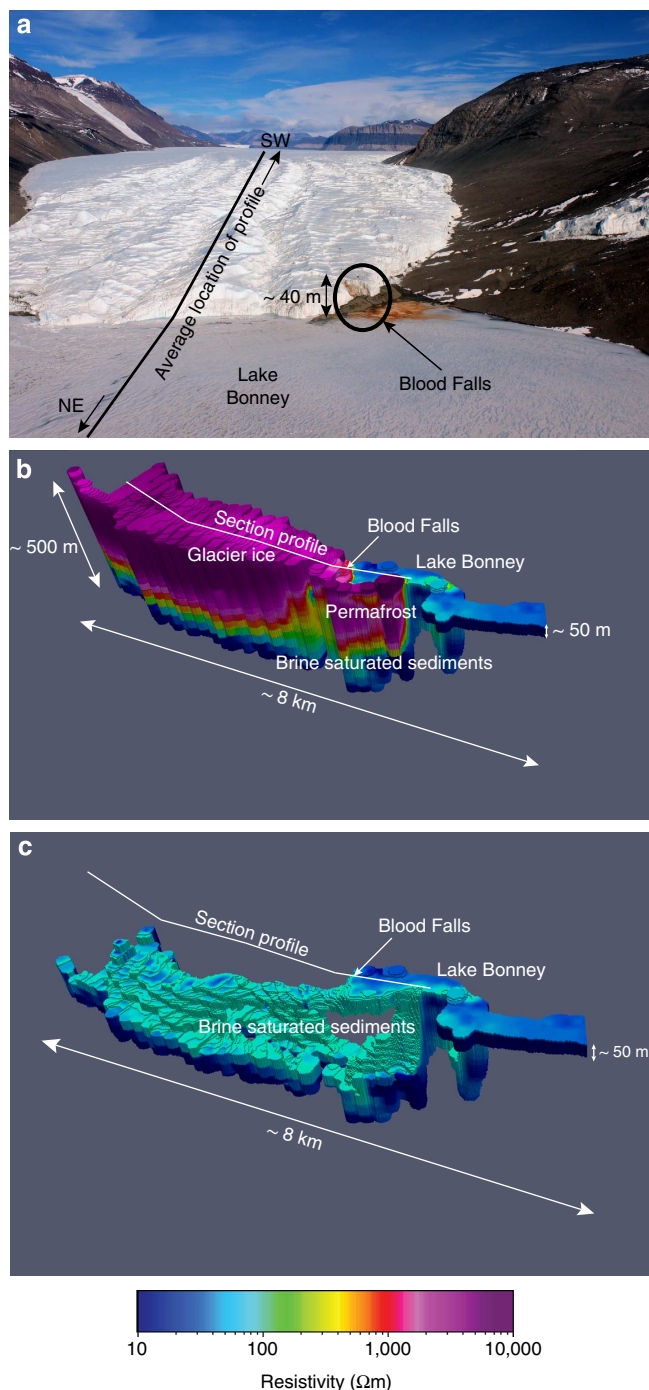 a
SW
Average location of profile
~ 40 m
Lake
Bonney
Blood Falls
NE
b
Blood Falls
Section profile
Lake Bonney
~ 500 m
Glacier ice
Permafrost
~ 50 m
Brine saturated sediments
~ 8 km
c
Section profile
Blood Falls
Lake Bonney
Brine saturated sediments
~ 50 m
~ 8 km
10
100
1,000
10,000
Resistivity (Ωm)